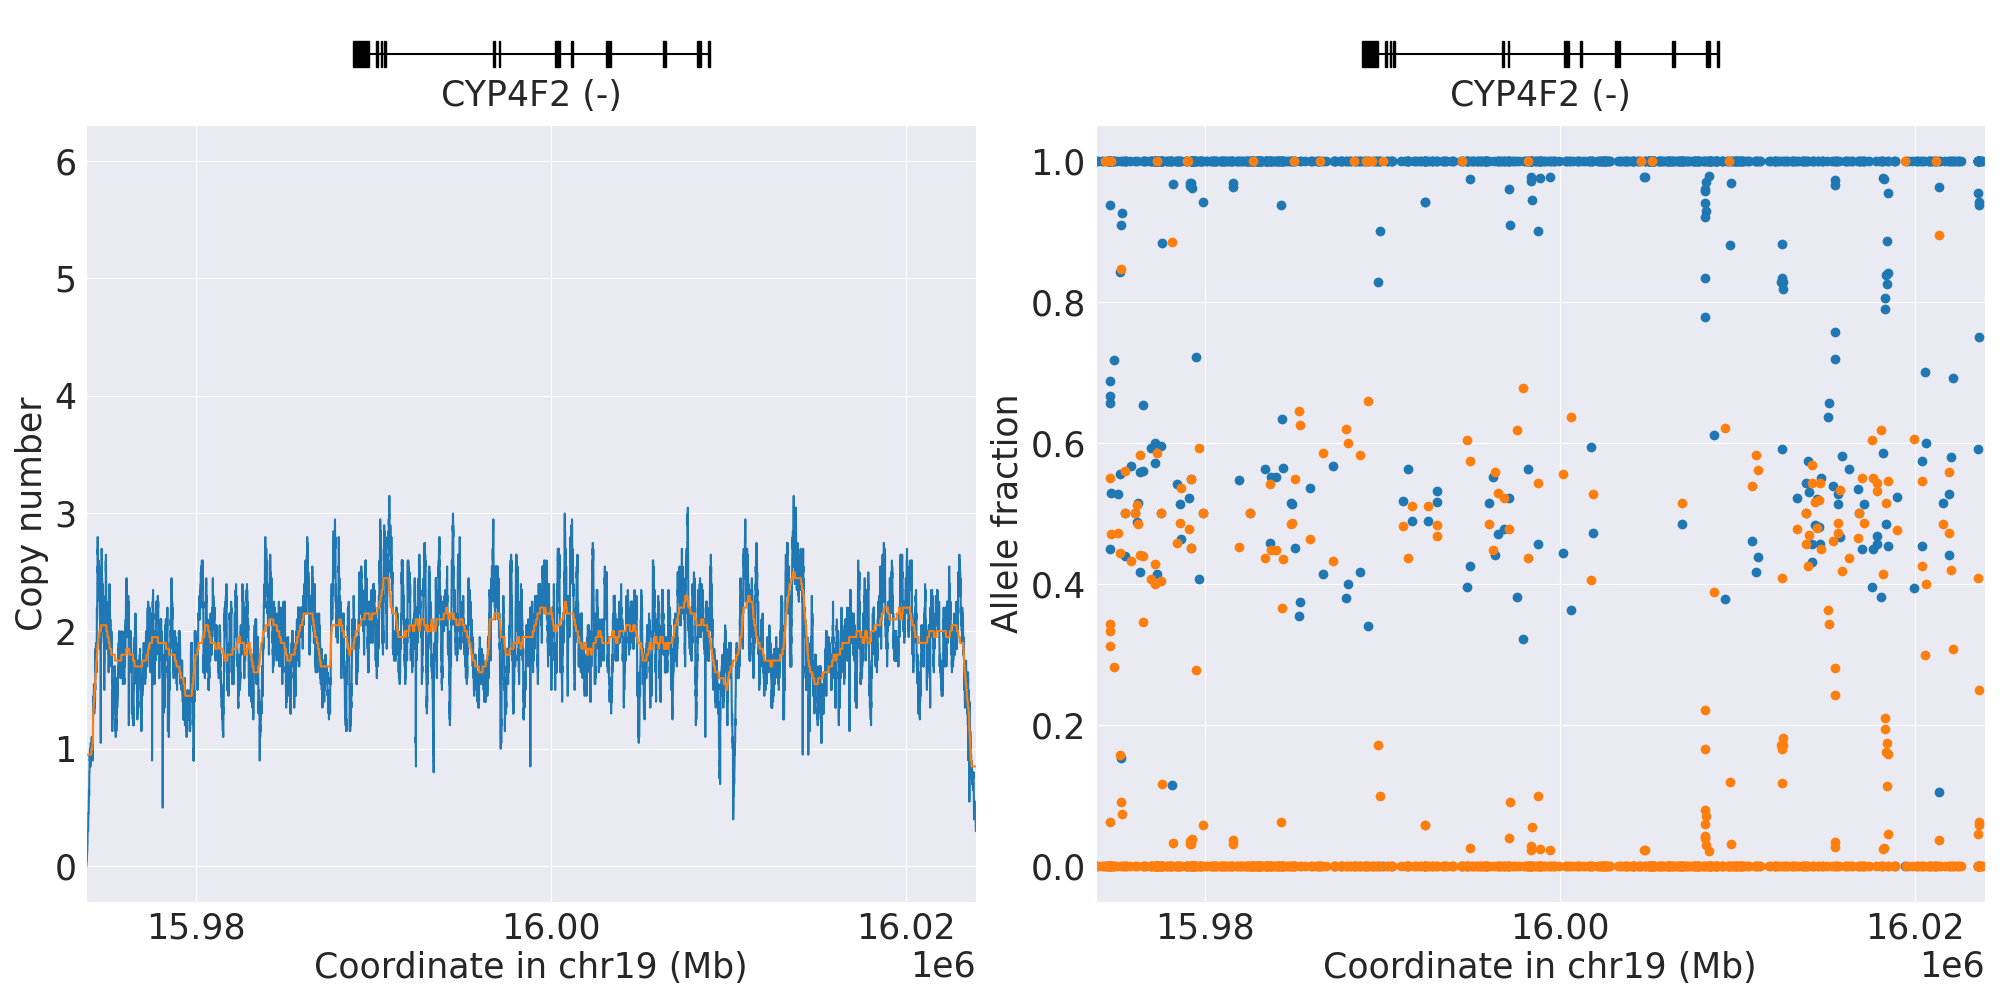 CYP4F2 (-)
6
5
4
3
2
1
0
Copy number
15.98
16.00
16.02
Coordinate in chr19 (Mb)
1e6
CYP4F2 (-)
1.0
0.8
0.6
0.4
0.2
0.0
Allele fraction
15.98
16.00
16.02
Coordinate in chr19 (Mb)
1e6